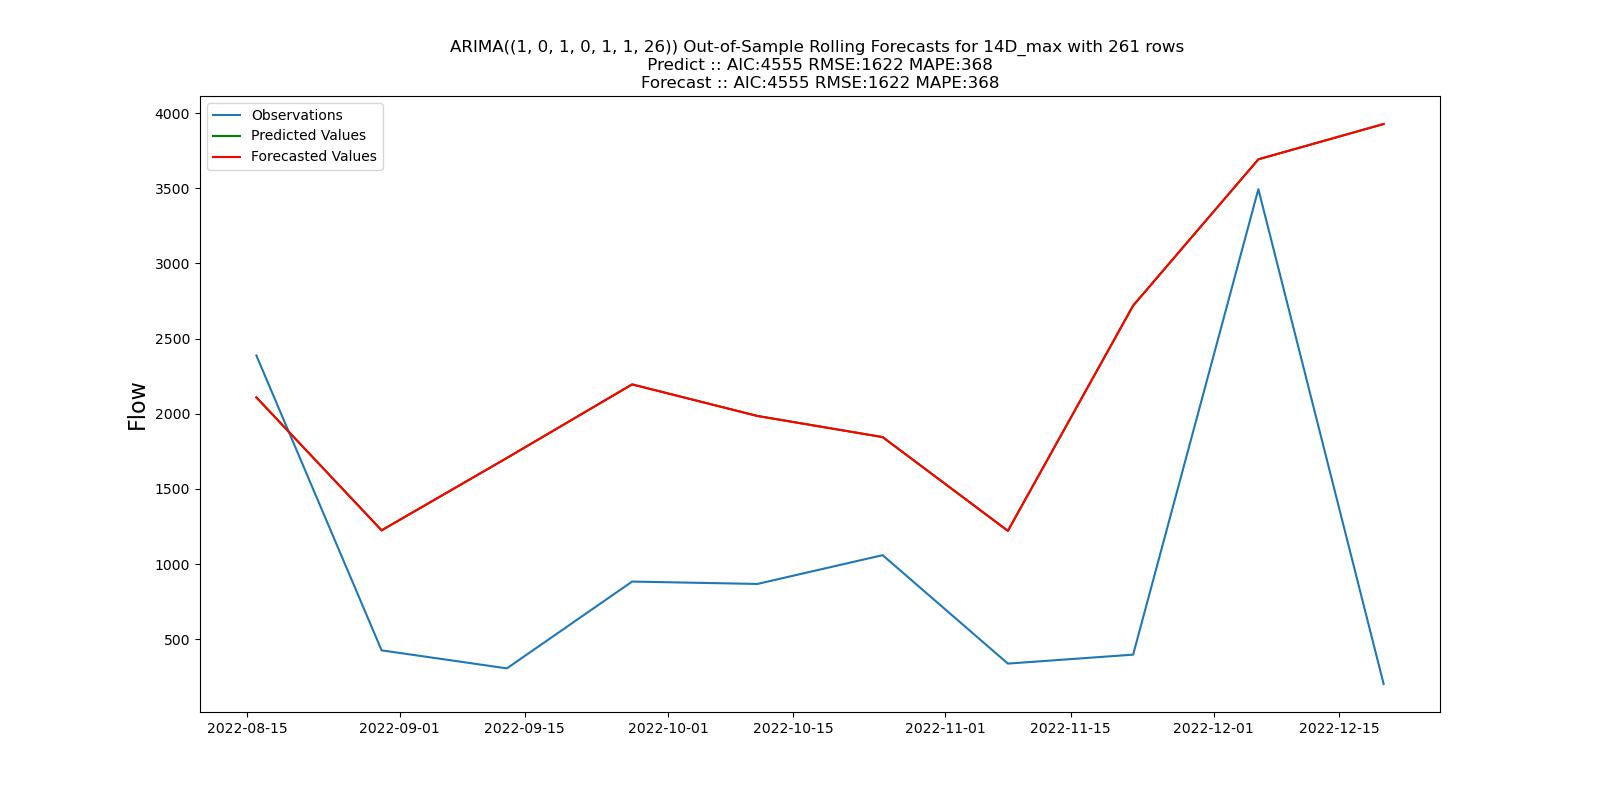 ARIMA((1, 0, 1, 0, 1, 1, 26)) Out-of-Sample Rolling Forecasts for 14D_max with 261 rows
Predict :: AIC:4555 RMSE:1622 MAPE:368
Forecast :: AIC:4555 RMSE:1622 MAPE:368
Observations
Predicted Values
Forecasted Values
4000
3500
3000
2500
2000
1500
1000
500
Flow
2022-08-15
2022-09-01
2022-09-15
2022-10-01
2022-10-15
2022-11-01
2022-11-15
2022-12-01
2022-12-15